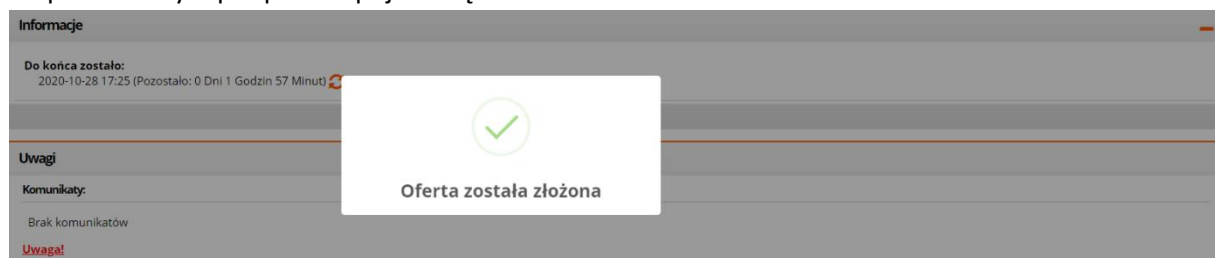 Informacje
Do końca zostało:
2020-10-28 17:25 (Pozostało: 0 Dni 1 Godzin 57 Minut)
Oferta została złożona
Uwagi
Komunikaty:
Brak komunikatów
Uwaga!